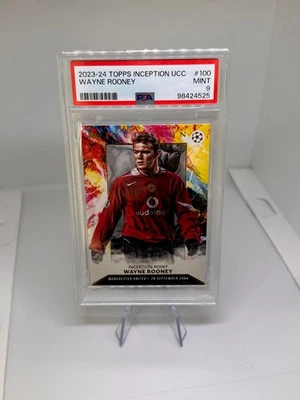 2023-24 TOPPS INCEPTION UCC #100
WAYNE ROONEY MINT
9
PSA 98424525
vodafone
INCEPTION POINT
WAYNE ROONEY
MANCHESTER UNITED • 28 SEPTEMBER 2004